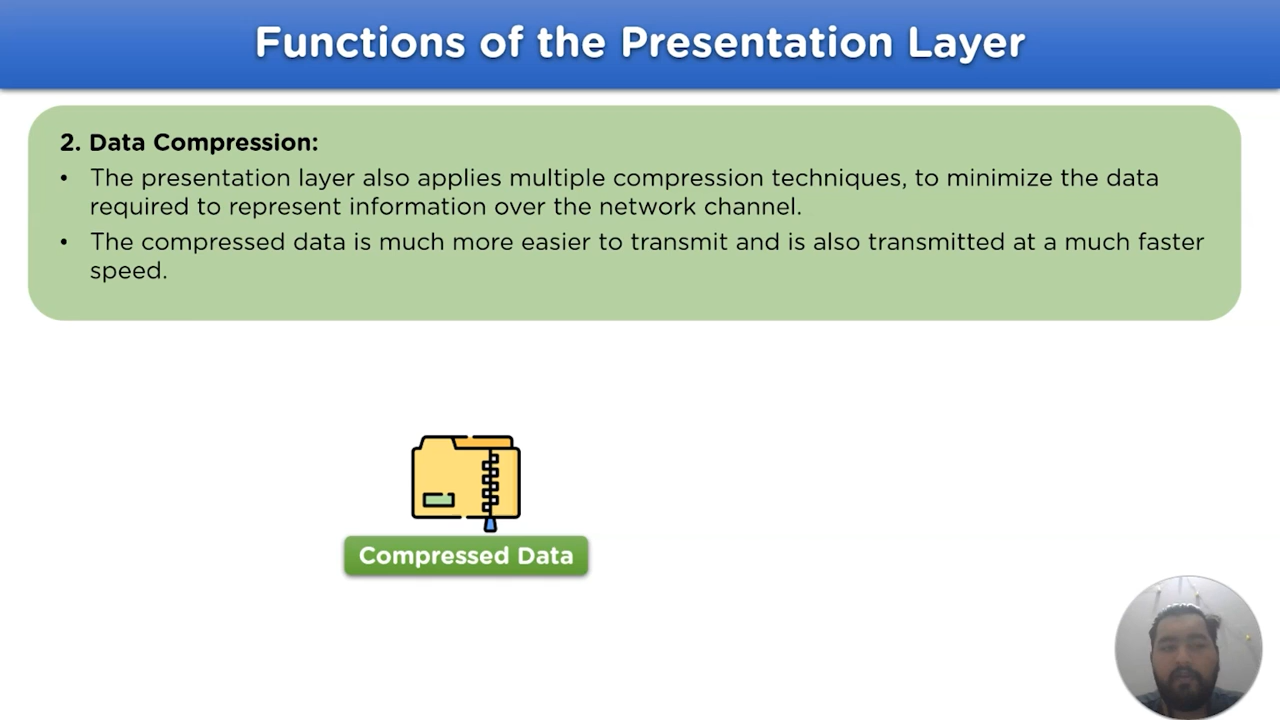 Functions of the Presentation Layer
2. Data Compression:
• The presentation layer also applies multiple compression techniques, to minimize the data
required to represent information over the network channel.
• The compressed data is much more easier to transmit and is also transmitted at a much faster
speed.
Compressed Data